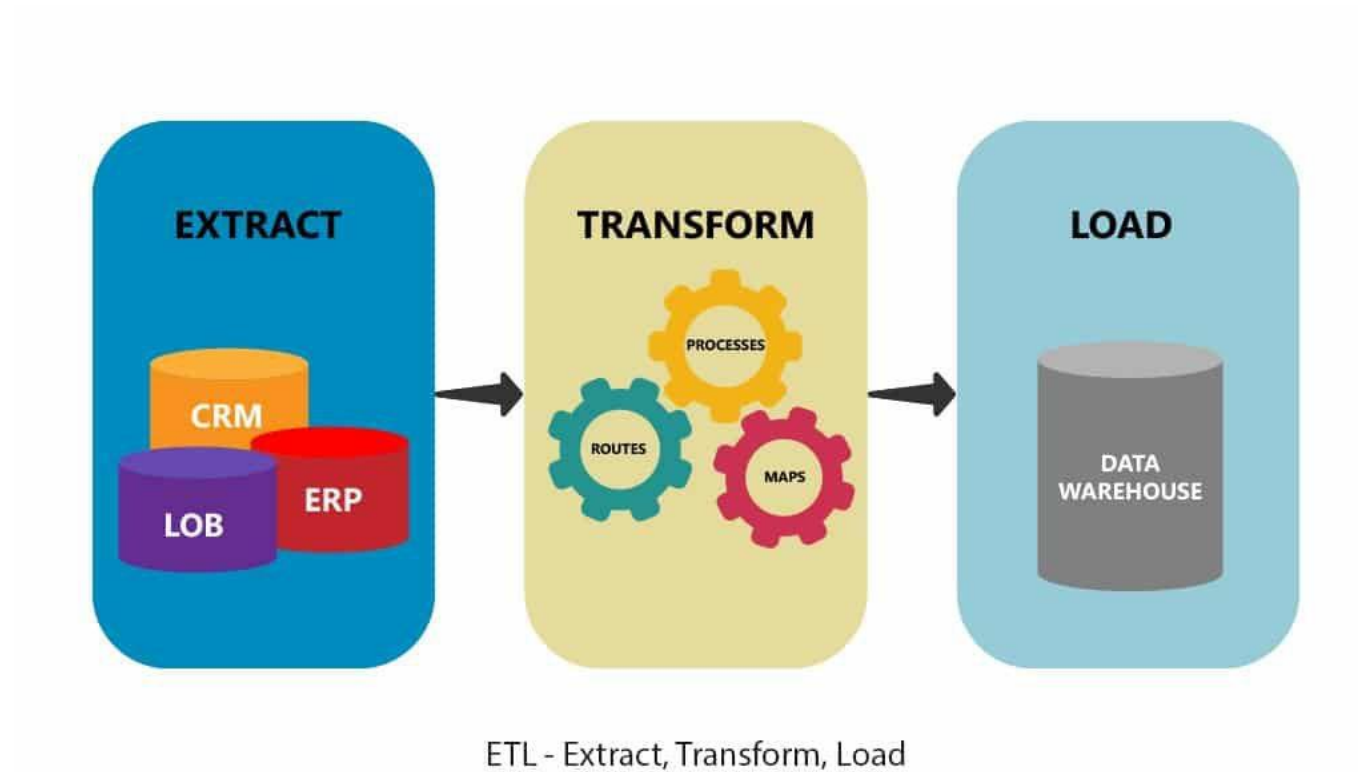 EXTRACT
CRM
ERP
LOB
TRANSFORM
PROCESSES
ROUTES
MAPS
LOAD
DATA
WAREHOUSE
ETL - Extract, Transform, Load